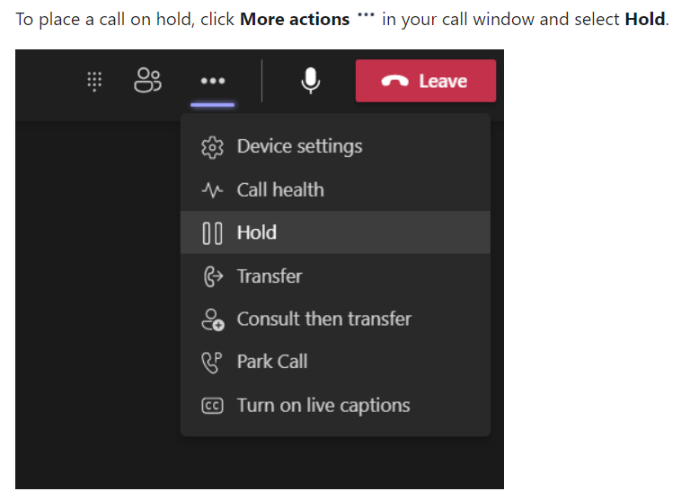 To place a call on hold, click More actions ••• in your call window and select Hold.
Leave
Device settings
Call health
Hold
Transfer
Consult then transfer
Park Call
CC Turn on live captions